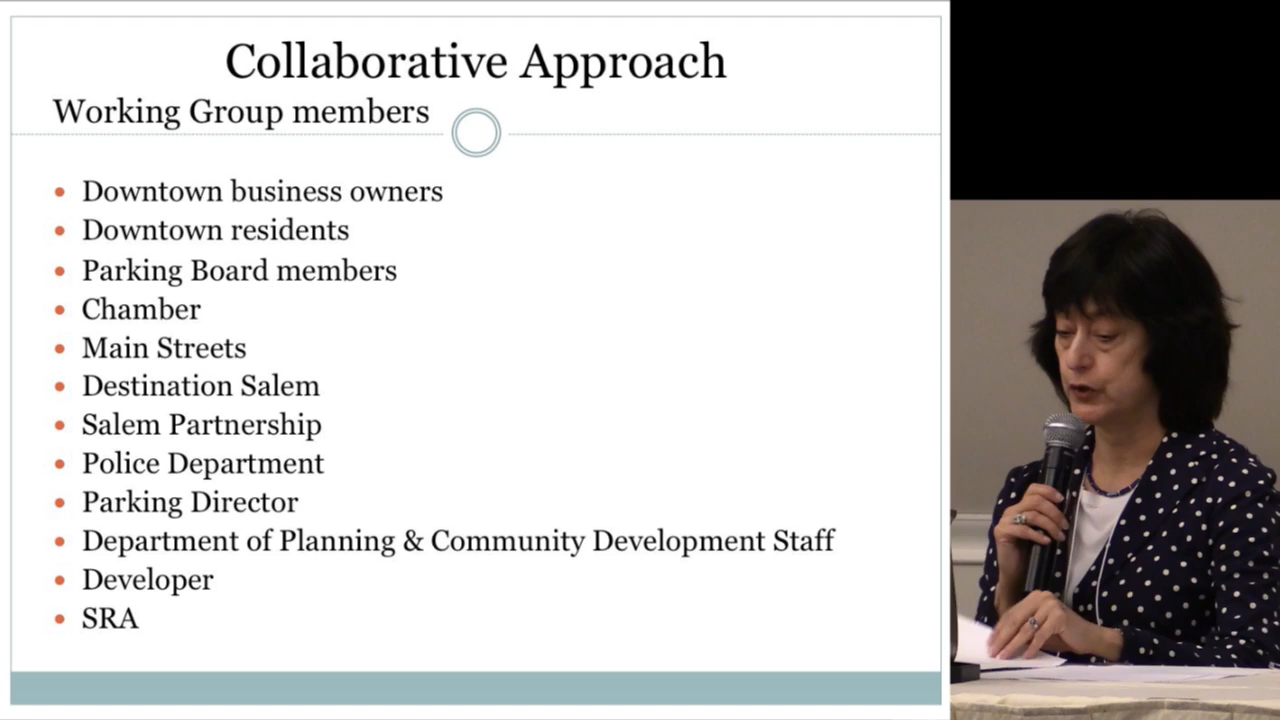 Collaborative Approach
Working Group members
• Downtown business owners
• Downtown residents
• Parking Board members
• Chamber
• Main Streets
• Destination Salem
• Salem Partnership
• Police Department
• Parking Director
• Department of Planning & Community Development Staff
• Developer
• SRA